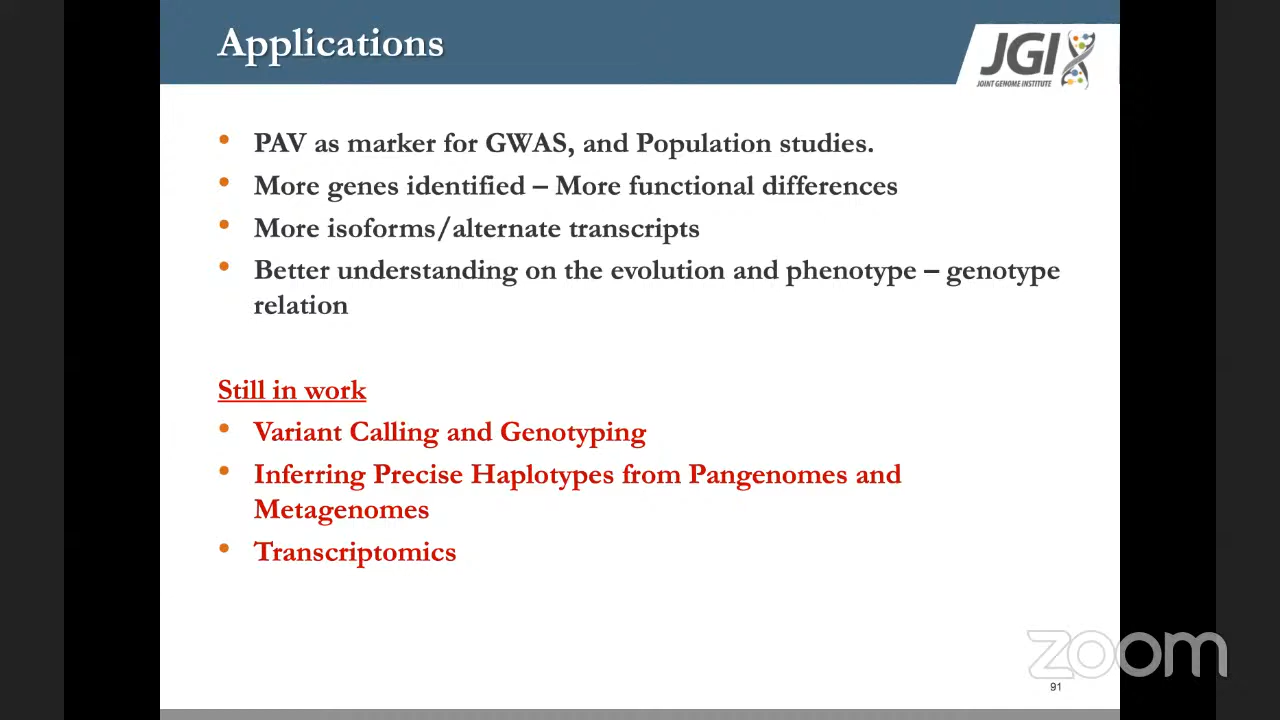 Applications
JGI
JOINT GENOME INSTITUTE
• PAV as marker for GWAS, and Population studies.
• More genes identified – More functional differences
• More isoforms/alternate transcripts
• Better understanding on the evolution and phenotype – genotype
relation
Still in work
• Variant Calling and Genotyping
• Inferring Precise Haplotypes from Pangenomes and
Metagenomes
• Transcriptomics
zoom
91